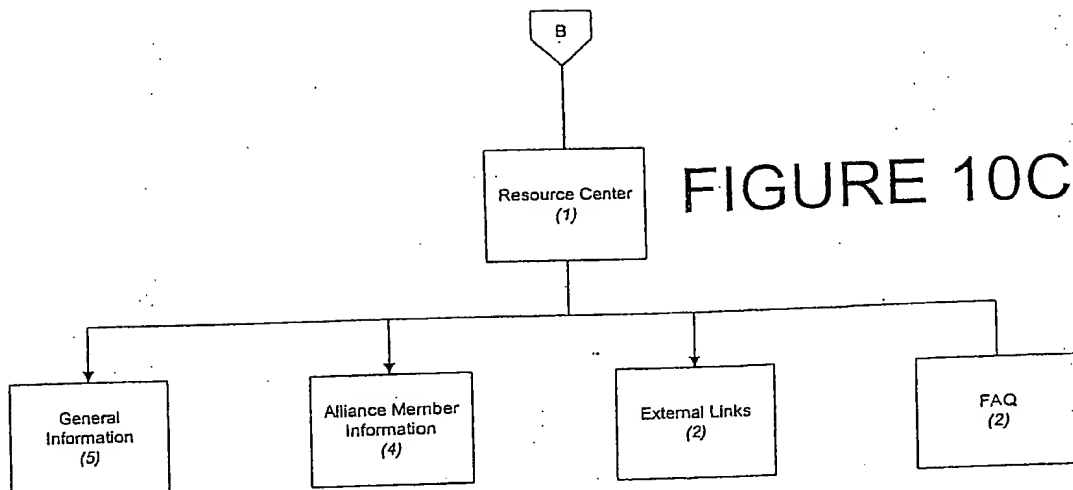 B
Resource Center
(1)
FIGURE 10C
General
Information
(5)
Alliance Member
Information
(4)
External Links
(2)
FAQ
(2)